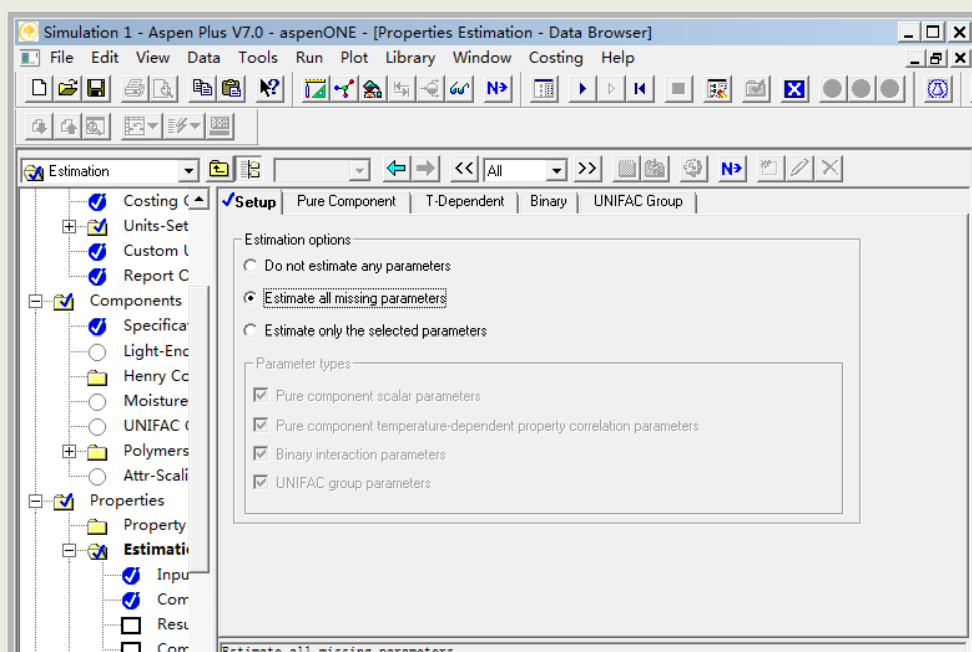 Simulation 1 - Aspen Plus V7.0 - aspenONE - [Properties Estimation - Data Browser]
File Edit View Data Tools Run Plot Library Window Costing Help
N>
Estimation
<< All >> N>
Setup Pure Component T-Dependent Binary UNIFAC Group
Costing
Units-Set
Custom
Report
Components
Specifica
Light-Enc
Henry Cc
Moisture
UNIFAC
Polymers
Attr-Scali
Properties
Property
Estimati
Inpu
Com
Resu
Com
Estimation options
Do not estimate any parameters
Estimate all missing parameters
Estimate only the selected parameters
Parameter types
Pure component scalar parameters
Pure component temperature-dependent property correlation parameters
Binary interaction parameters
UNIFAC group parameters
Estimate all missing parameters